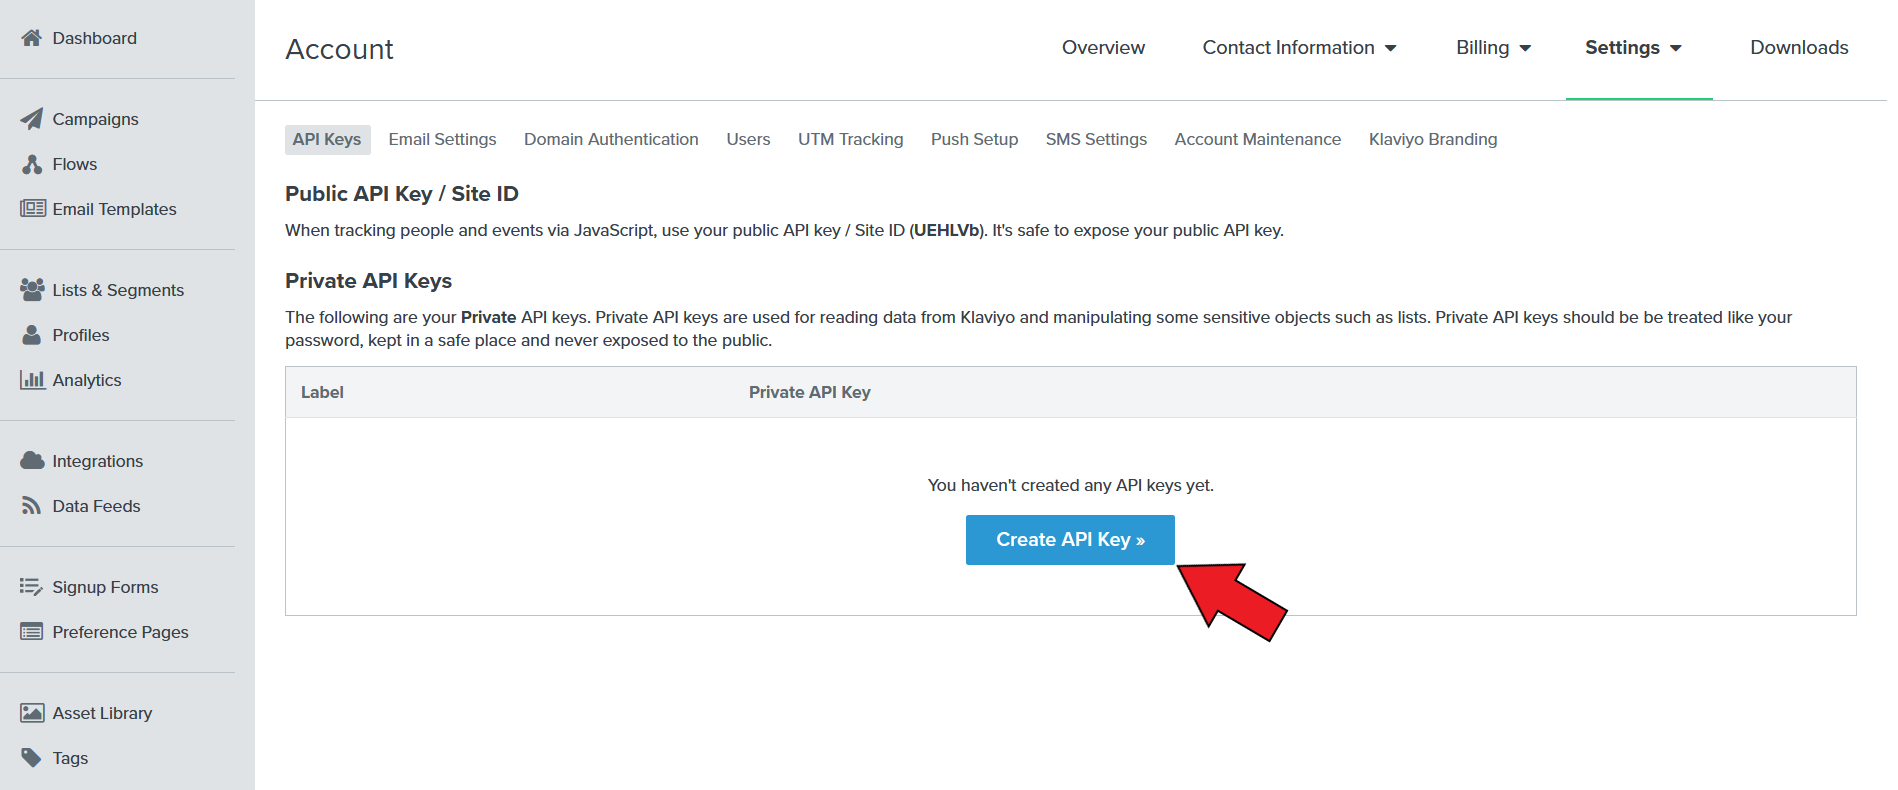 Dashboard
Campaigns
Flows
Email Templates
Lists & Segments
Profiles
Analytics
Integrations
Data Feeds
Signup Forms
Preference Pages
Asset Library
Tags
Account
Overview
Contact Information
Billing
Settings
Downloads
API Keys
Email Settings
Domain Authentication
Users
UTM Tracking
Push Setup
SMS Settings
Account Maintenance
Klaviyo Branding
Public API Key / Site ID
When tracking people and events via JavaScript, use your public API key / Site ID (UEHLVb). It's safe to expose your public API key.
Private API Keys
The following are your Private API keys. Private API keys are used for reading data from Klaviyo and manipulating some sensitive objects such as lists. Private API keys should be be treated like your
password, kept in a safe place and never exposed to the public.
Label
Private API Key
You haven't created any API keys yet.
Create API Key »